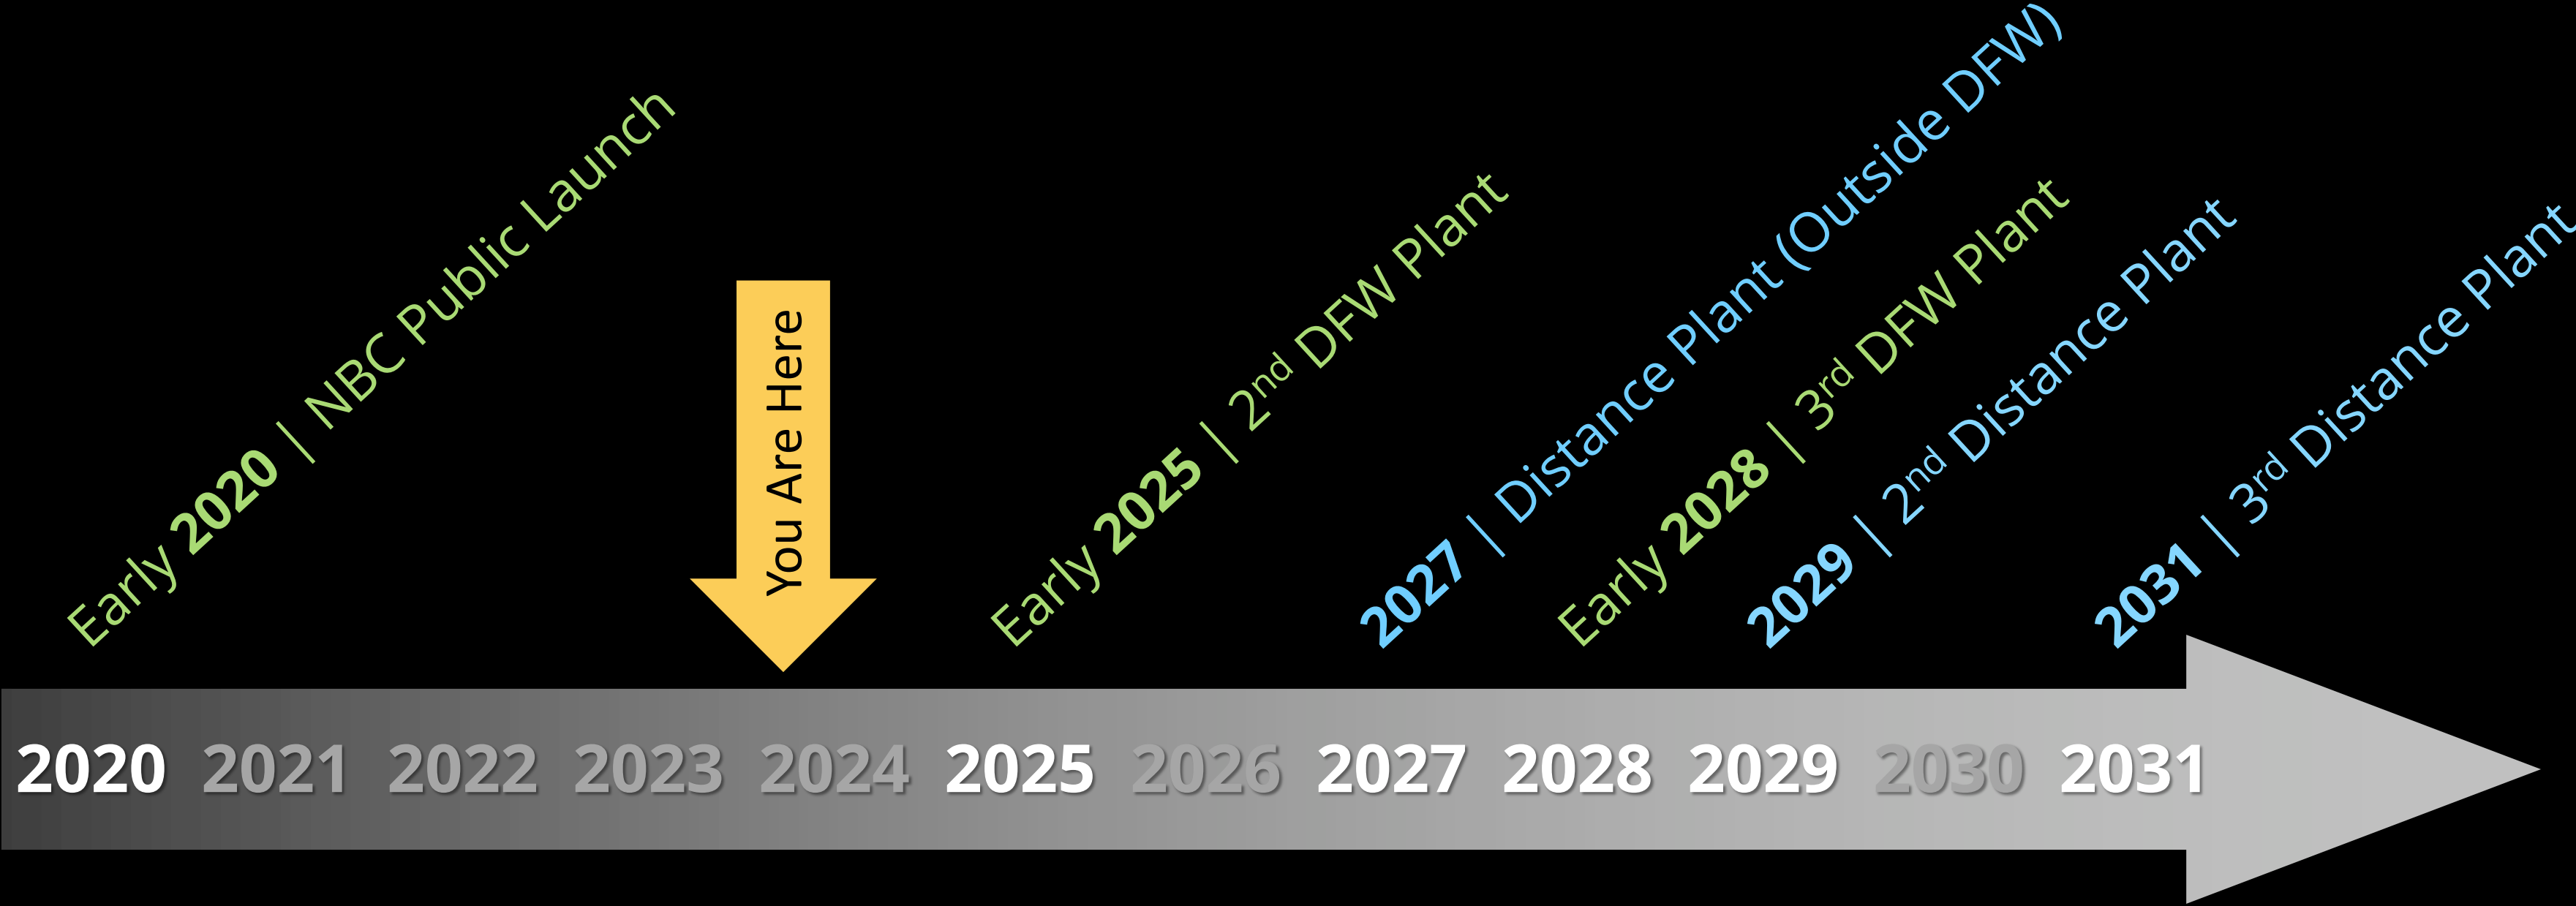 Early 2020 | NBC Public Launch
You Are Here
Early 2025 | 2nd DFW Plant
2027 | Distance Plant (Outside DFW)
Early 2028 | 3rd DFW Plant
2029 | 2nd Distance Plant
2031 | 3rd Distance Plant
2020 2021 2022 2023 2024 2025 2026 2027 2028 2029 2030 2031